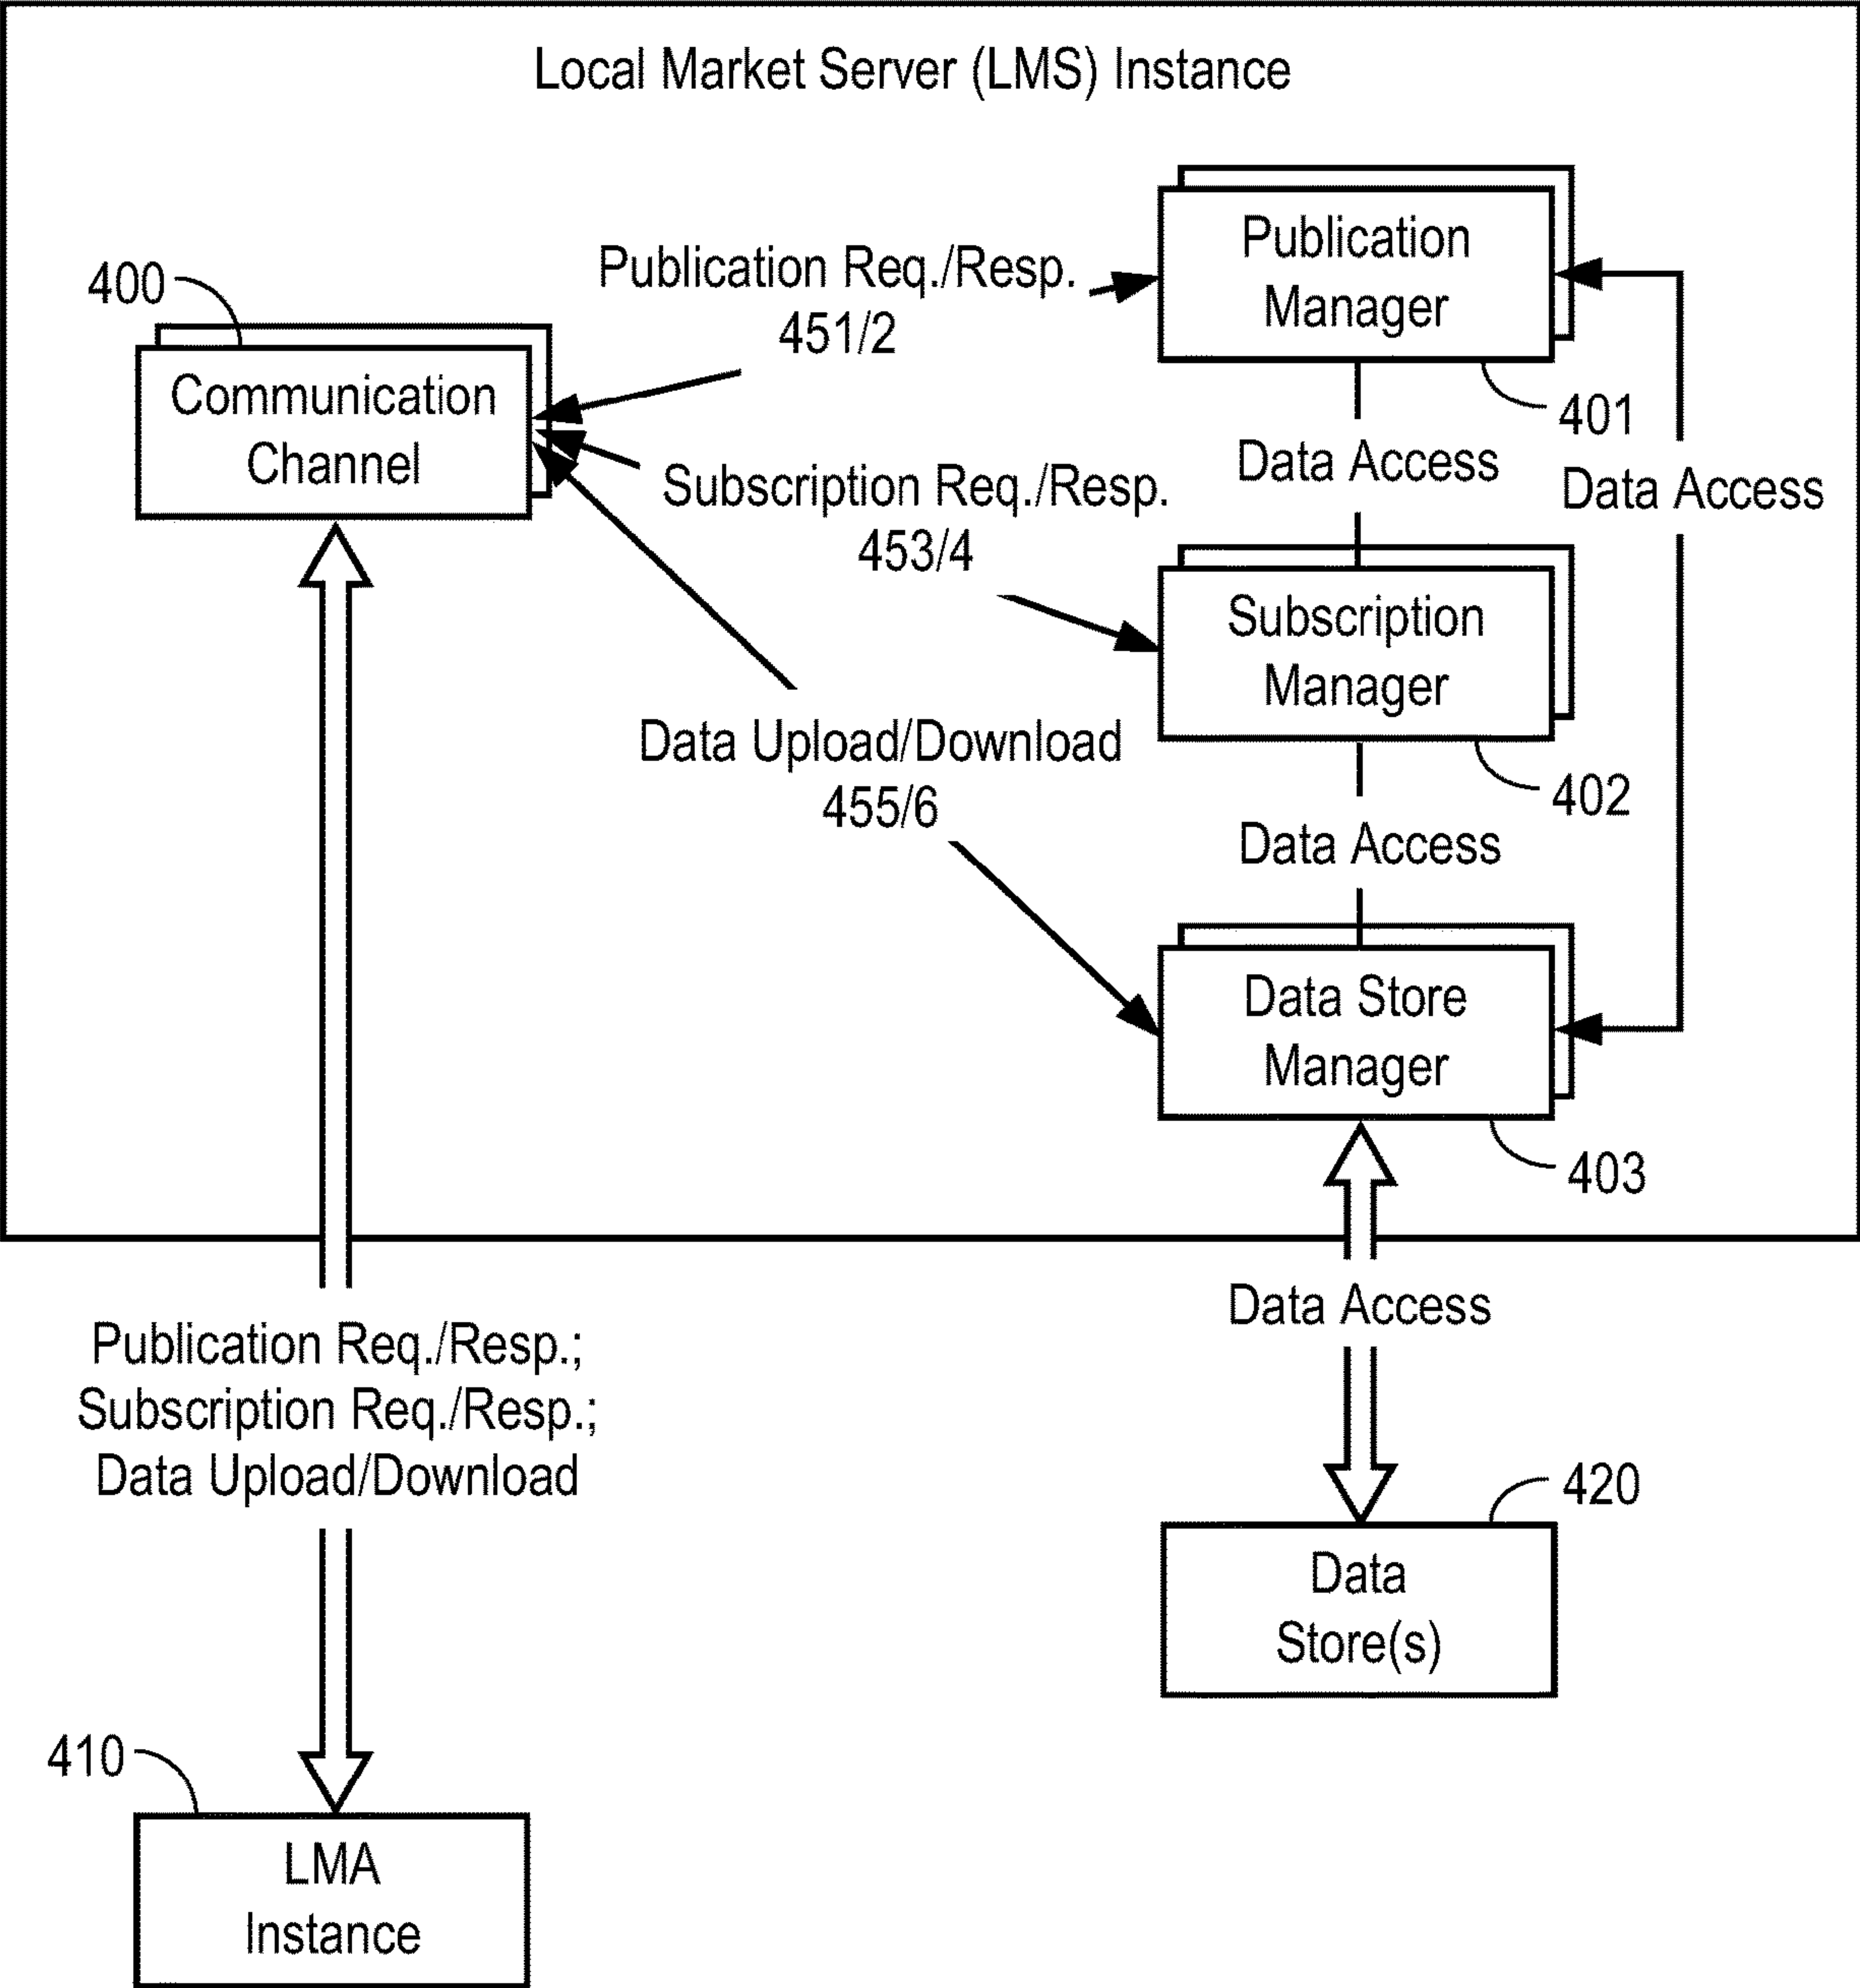 Local Market Server (LMS) Instance
Publication
Manager
401
400
Communication
Channel
Publication Req./Resp.
451/2
Data Access
Data Access
Subscription Req./Resp.
453/4
Subscription
Manager
402
Data Upload/Download
455/6
Data Access
Data Store
Manager
403
Data Access
Publication Req./Resp.;
Subscription Req./Resp.;
Data Upload/Download
420
Data
Store(s)
410
LMA
Instance